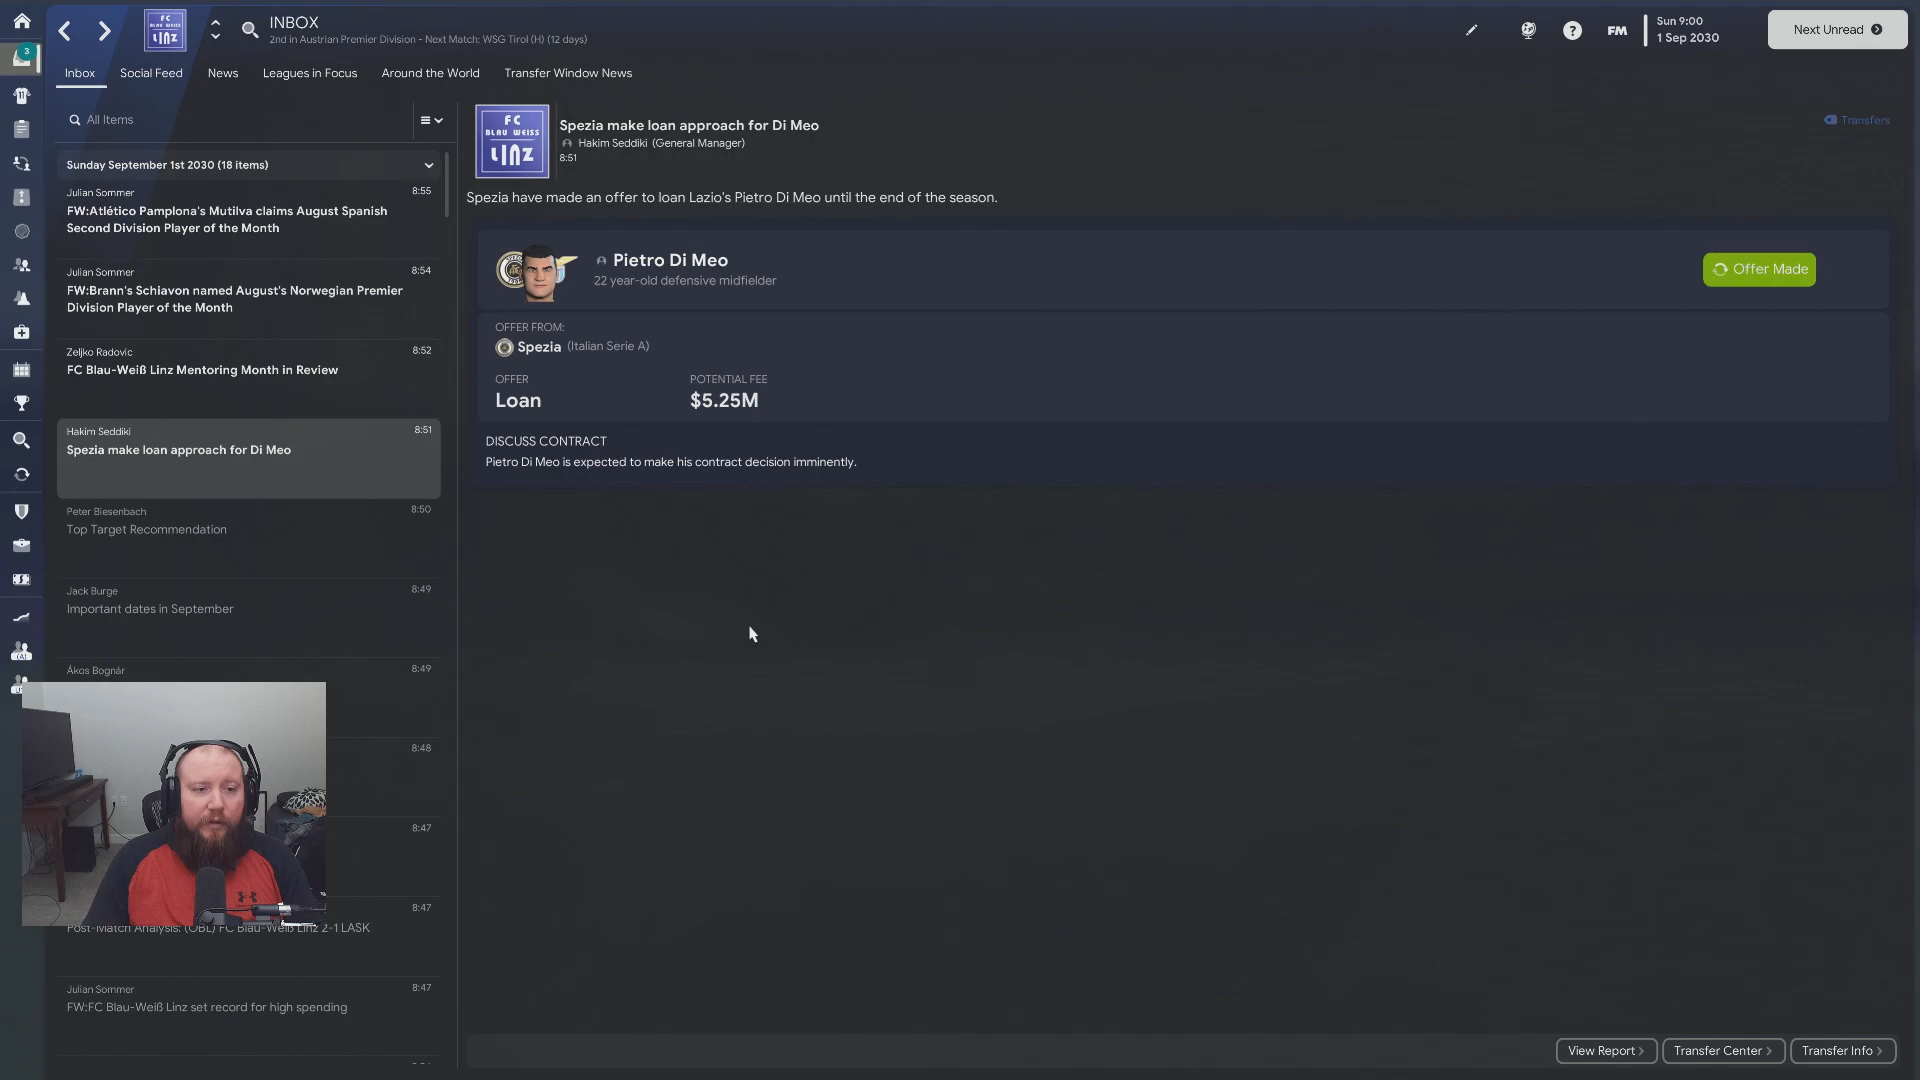 FC
BLAU WEISS
LINZ
INBOX
2nd in Austrian Premier Division - Next Match: WSG Tirol (H) (12 days)
FM
Sun 9:00
1 Sep 2030
Next Unread
3
Inbox
Social Feed
News
Leagues in Focus
Around the World
Transfer Window News
All Items
Sunday September 1st 2030 (18 items)
Julian Sommer
8:55
FW:Atlético Pamplona's Mutilva claims August Spanish
Second Division Player of the Month
Julian Sommer
8:54
FW:Brann's Schiavon named August's Norwegian Premier
Division Player of the Month
Zeljko Radovic
8:52
FC Blau-Weiß Linz Mentoring Month in Review
Hakim Seddiki
8:51
Spezia make loan approach for Di Meo
Peter Biesenbach
8:50
Top Target Recommendation
Jack Burge
8:49
Important dates in September
Ákos Bognár
8:49
8:48
8:47
8:47
Post-Match Analysis: (ÖBL) FC Blau-Weiß Linz 2-1 LASK
Julian Sommer
8:47
FW:FC Blau-Weiß Linz set record for high spending
FC
BLAU WEISS
LINZ
Spezia make loan approach for Di Meo
Hakim Seddiki (General Manager)
8:51
Transfers
Spezia have made an offer to loan Lazio's Pietro Di Meo until the end of the season.
Pietro Di Meo
22 year-old defensive midfielder
Offer Made
OFFER FROM:
Spezia (Italian Serie A)
OFFER
POTENTIAL FEE
Loan
$5.25M
DISCUSS CONTRACT
Pietro Di Meo is expected to make his contract decision imminently.
View Report
Transfer Center
Transfer Info